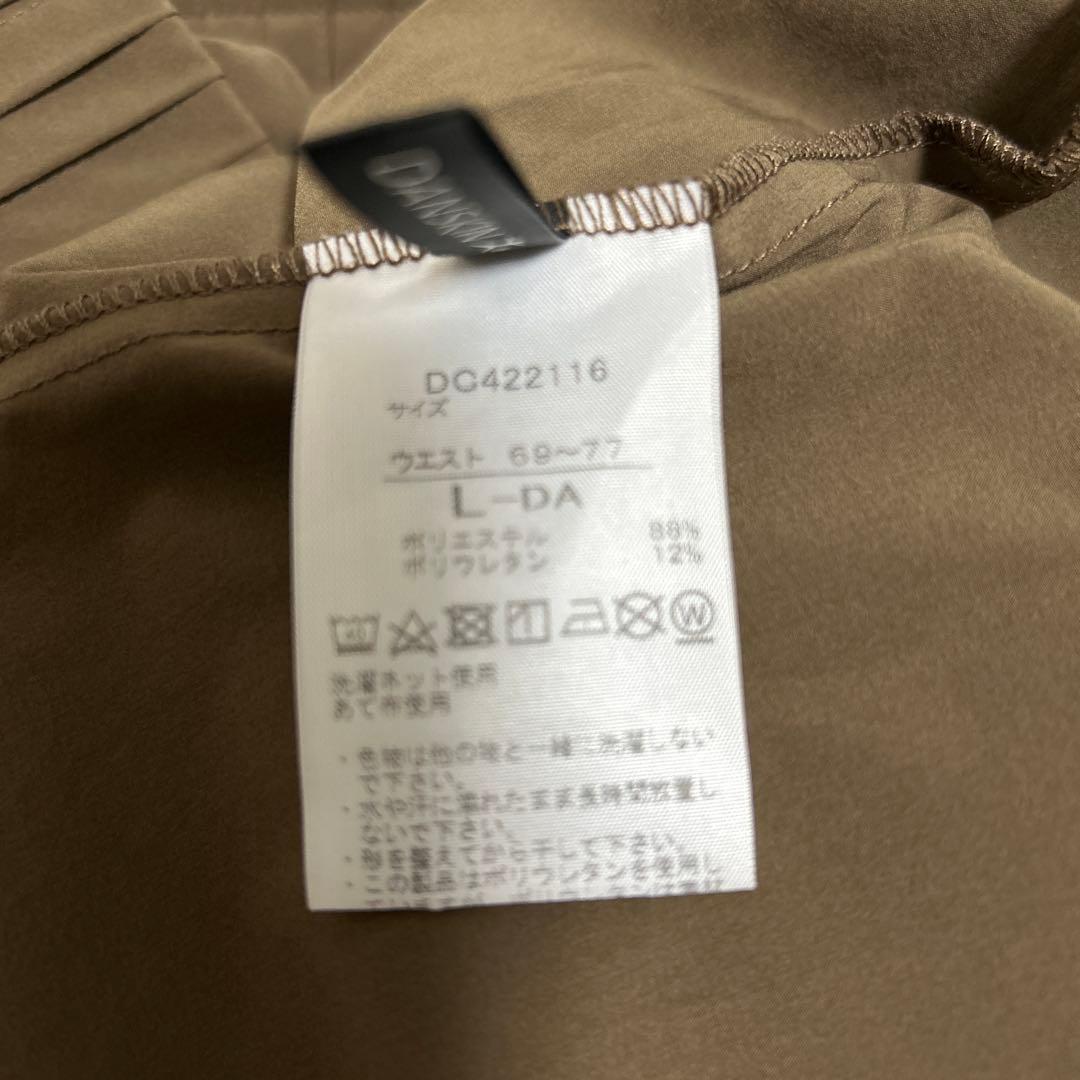 DANSKIN
DC422116
サイズ
ウエスト 69〜77
L-DA
ポリエステル 88%
ポリウレタン 12%
40 W
洗濯ネット使用
あて布使用
・色物は他の物と一緒に洗濯しない
で下さい。
・水や汗に濡れたまま長時間放置し
ないで下さい。
・形を整えてから干して下さい。
・この製品はポリウレタンを使用し